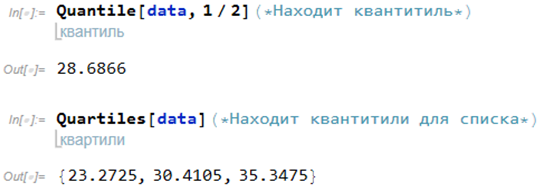 In[∘]:= Quantile[data, 1 / 2] (*Находит квантитиль*)
квантиль
Out[∘]= 28.6866
In[∘]:= Quartiles[data] (*Находит квантитили для списка*)
квартили
Out[∘]= {23.2725, 30.4105, 35.3475}